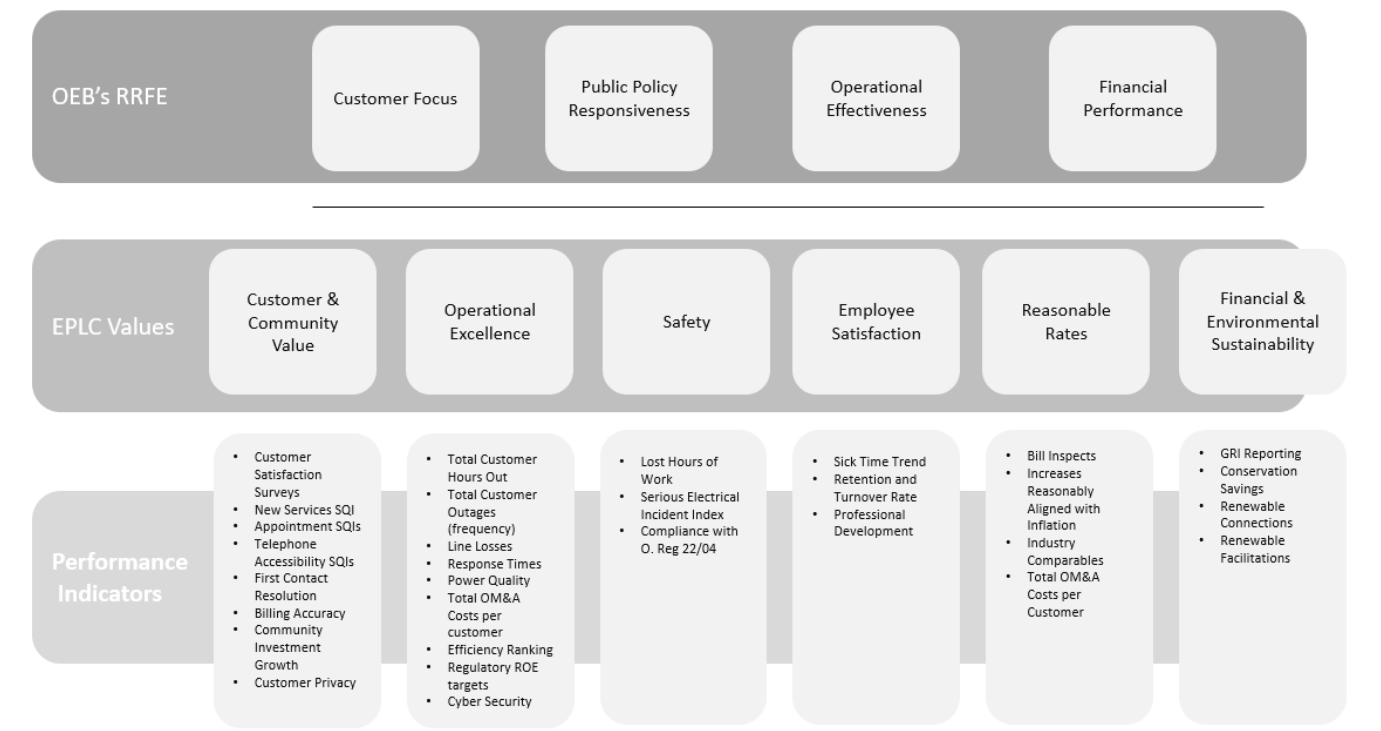 OEB's RRFE
Customer Focus
Public Policy
Responsiveness
Operational
Effectiveness
Financial
Performance
EPLC Values
Customer &
Community
Value
Operational
Excellence
Safety
Employee
Satisfaction
Reasonable
Rates
Financial &
Environmental
Sustainability
Performance
Indicators
• Customer
Satisfaction
Surveys
• New Services SQI
• Appointment SQIs
• Telephone
Accessibility SQIs
• First Contact
Resolution
• Billing Accuracy
• Community
Investment
Growth
• Customer Privacy
• Total Customer
Hours Out
• Total Customer
Outages
(frequency)
• Line Losses
• Response Times
• Power Quality
• Total OM&A
Costs per
customer
• Efficiency Ranking
• Regulatory ROE
targets
• Cyber Security
• Lost Hours of
Work
• Serious Electrical
Incident Index
• Compliance with
O. Reg 22/04
• Sick Time Trend
• Retention and
Turnover Rate
• Professional
Development
• Bill Inspects
• Increases
Reasonably
Aligned with
Inflation
• Industry
Comparables
• Total OM&A
Costs per
Customer
• GRI Reporting
• Conservation
Savings
• Renewable
Connections
• Renewable
Facilitations